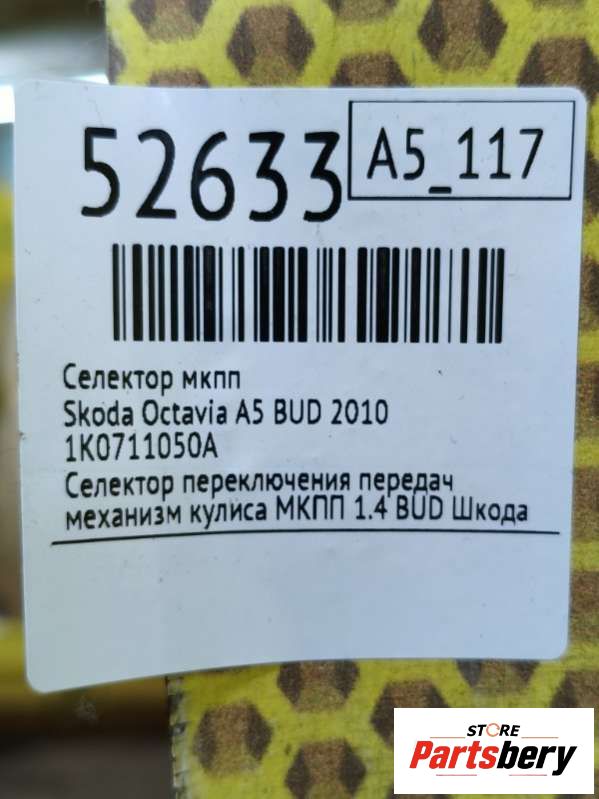 52633
A5_117
Селектор мкпп
Skoda Octavia A5 BUD 2010
1K0711050A
Селектор переключения передач
механизм кулиса МКПП 1.4 BUD Шкода
STORE
Partsbery